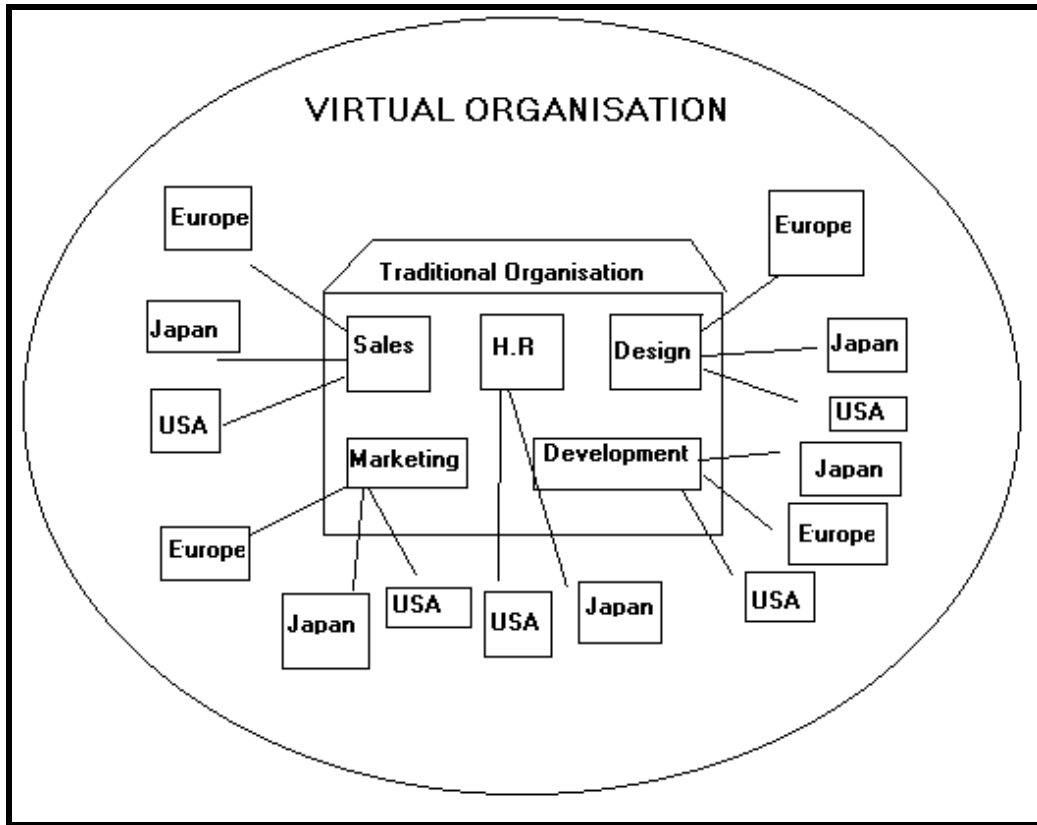 VIRTUAL ORGANISATION
Europe
Europe
Traditional Organisation
Japan
Sales
H.R
Design
Japan
USA
USA
Marketing
Development
Japan
Europe
Europe
Japan
USA
USA
Japan
USA